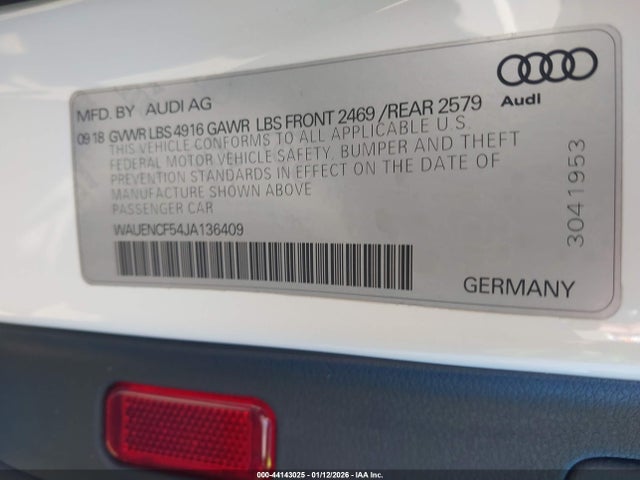 MFD. BY AUDI AG
09 18 GVWR LBS 4916 GAWR LBS FRONT 2469 / REAR 2579
THIS VEHICLE CONFORMS TO ALL APPLICABLE U.S.
FEDERAL MOTOR VEHICLE SAFETY, BUMPER AND THEFT
PREVENTION STANDARDS IN EFFECT ON THE DATE OF
MANUFACTURE SHOWN ABOVE
PASSENGER CAR
WAUENCF54JA136409
GERMANY
Audi
3041953
000-44143025 - 01/12/2026 - IAA Inc.